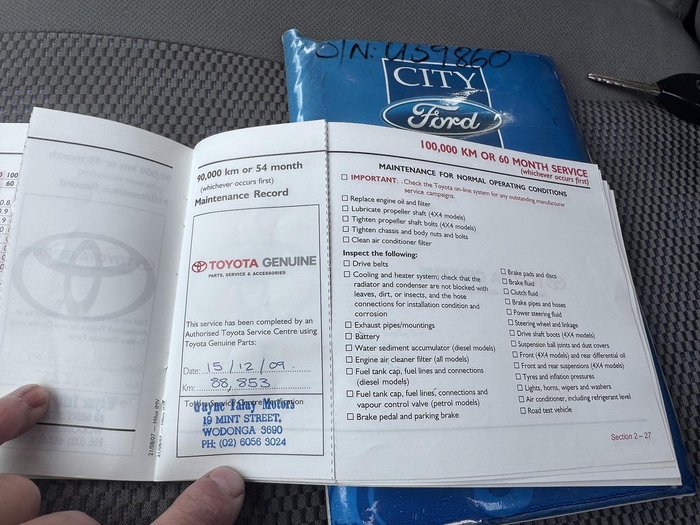 S/N: U59860
CITY
Ford
90,000 km or 54 month
(whichever occurs first)
Maintenance Record
TOYOTA GENUINE
PARTS, SERVICE & ACCESSORIES
This service has been completed by an
Authorised Toyota Service Centre using
Toyota Genuine Parts:
Date: 15/12/09
Km: 88,853
Toyota Service Centre Verification
Wayne Talay Motors
19 MINT STREET,
WODONGA 3690
PH: (02) 6056 3024
100,000 KM OR 60 MONTH SERVICE
(whichever occurs first)
MAINTENANCE FOR NORMAL OPERATING CONDITIONS
IMPORTANT: Check the Toyota on-line system for any outstanding manufacturer
service campaigns.
Replace engine oil and filter
Lubricate propeller shaft (4X4 models)
Tighten propeller shaft bolts (4X4 models)
Tighten chassis and body nuts and bolts
Clean air conditioner filter
Inspect the following:
Drive belts
Cooling and heater system; check that the
radiator and condenser are not blocked with
leaves, dirt, or insects, and the hose
connections for installation condition and
corrosion
Exhaust pipes/mountings
Battery
Water sediment accumulator (diesel models)
Engine air cleaner filter (all models)
Fuel tank cap, fuel lines and connections
(diesel models)
Fuel tank cap, fuel lines, connections and
vapour control valve (petrol models)
Brake pedal and parking brake
Brake pads and discs
Brake fluid
Clutch fluid
Brake pipes and hoses
Power steering fluid
Steering wheel and linkage
Drive shaft boots (4X4 models)
Suspension ball joints and dust covers
Front (4X4 models) and rear differential oil
Front and rear suspensions (4X4 models)
Tyres and inflation pressures
Lights, horns, wipers and washers
Air conditioner, including refrigerant level
Road test vehicle
Section 2 – 27